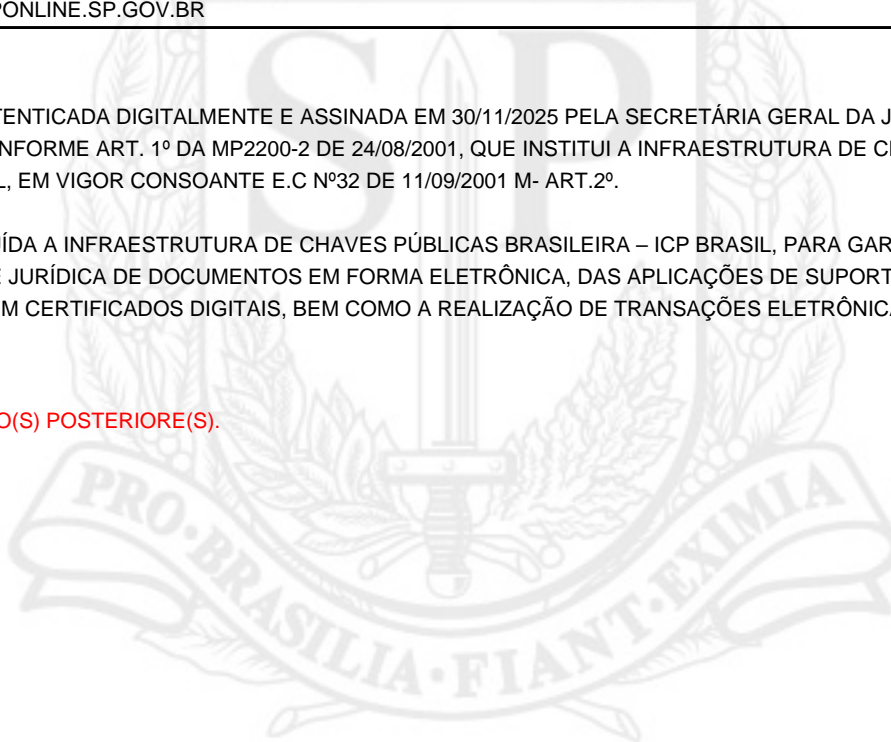 PONLINE.SP.GOV.BR
TENTICADA DIGITALMENTE E ASSINADA EM 30/11/2025 PELA SECRETÁRIA GERAL DA J
NFORME ART. 1º DA MP2200-2 DE 24/08/2001, QUE INSTITUI A INFRAESTRUTURA DE C
L, EM VIGOR CONSOANTE E.C Nº32 DE 11/09/2001 M- ART.2º.
ÍDA A INFRAESTRUTURA DE CHAVES PÚBLICAS BRASILEIRA – ICP BRASIL, PARA GAR
E JURÍDICA DE DOCUMENTOS EM FORMA ELETRÔNICA, DAS APLICAÇÕES DE SUPORT
M CERTIFICADOS DIGITAIS, BEM COMO A REALIZAÇÃO DE TRANSAÇÕES ELETRÔNICA
O(S) POSTERIORE(S).
SP
PRO·BRASILIA·FIANT·EXIMIA